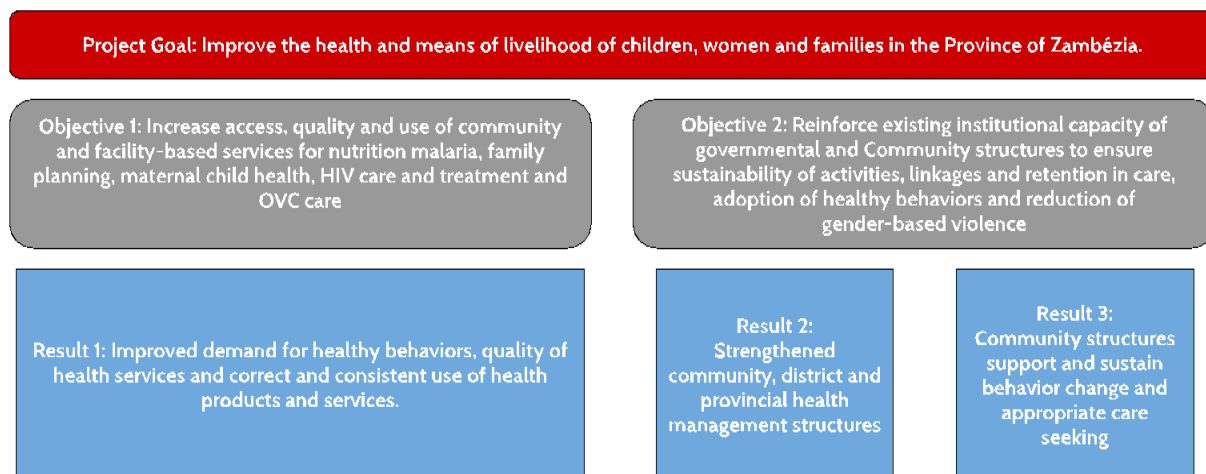 Project Goal: Improve the health and means of livelihood of children, women and families in the Province of Zambézia.
Objective 1: Increase access, quality and use of community
and facility-based services for nutrition malaria, family
planning, maternal child health, HIV care and treatment and
OVC care
Objective 2: Reinforce existing institutional capacity of
governmental and Community structures to ensure
sustainability of activities, linkages and retention in care,
adoption of healthy behaviors and reduction of
gender-based violence
Result 1: Improved demand for healthy behaviors, quality of
health services and correct and consistent use of health
products and services.
Result 2:
Strengthened
community, district and
provincial health
management structures
Result 3:
Community structures
support and sustain
behavior change and
appropriate care
seeking